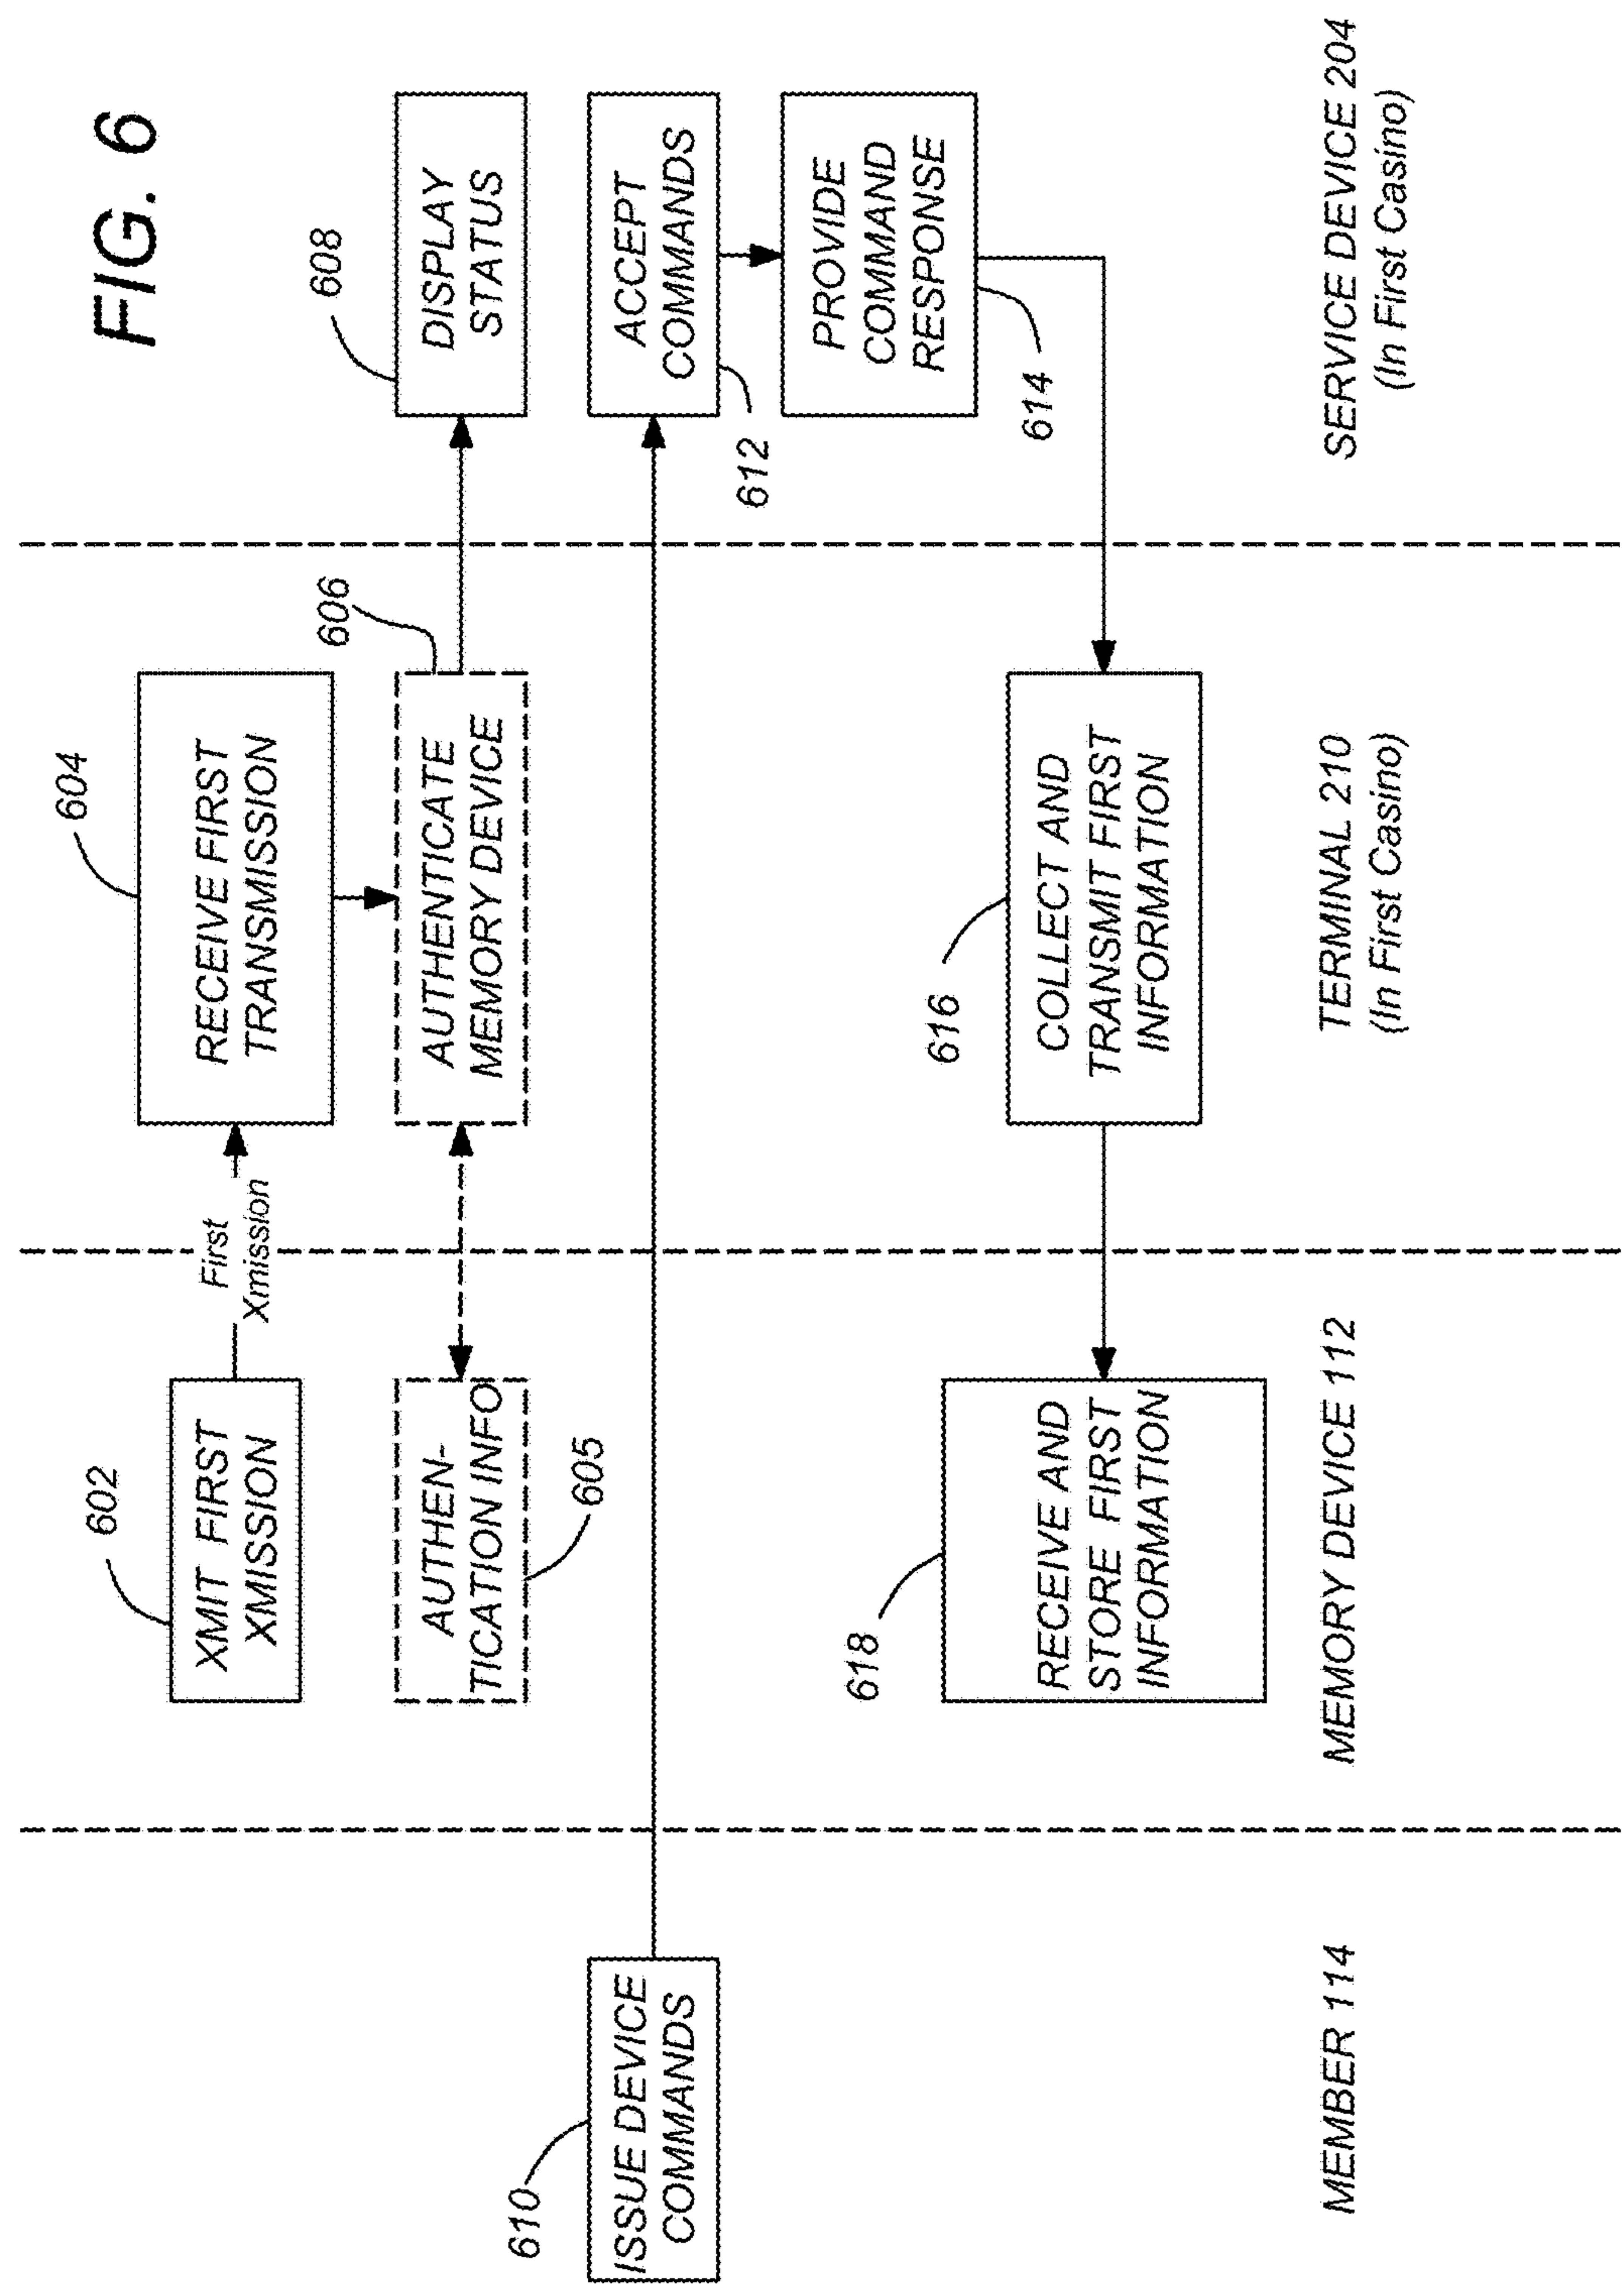 FIG. 6
602
XMIT FIRST
XMISSION
First
Xmission
604
RECEIVE FIRST
TRANSMISSION
605
AUTHEN-
TICATION INFO
606
AUTHENTICATE
MEMORY DEVICE
608
DISPLAY
STATUS
610
ISSUE DEVICE
COMMANDS
612
ACCEPT
COMMANDS
614
PROVIDE
COMMAND
RESPONSE
616
COLLECT AND
TRANSMIT FIRST
INFORMATION
618
RECEIVE AND
STORE FIRST
INFORMATION
MEMBER 114
MEMORY DEVICE 112
TERMINAL 210
(In First Casino)
SERVICE DEVICE 204
(In First Casino)